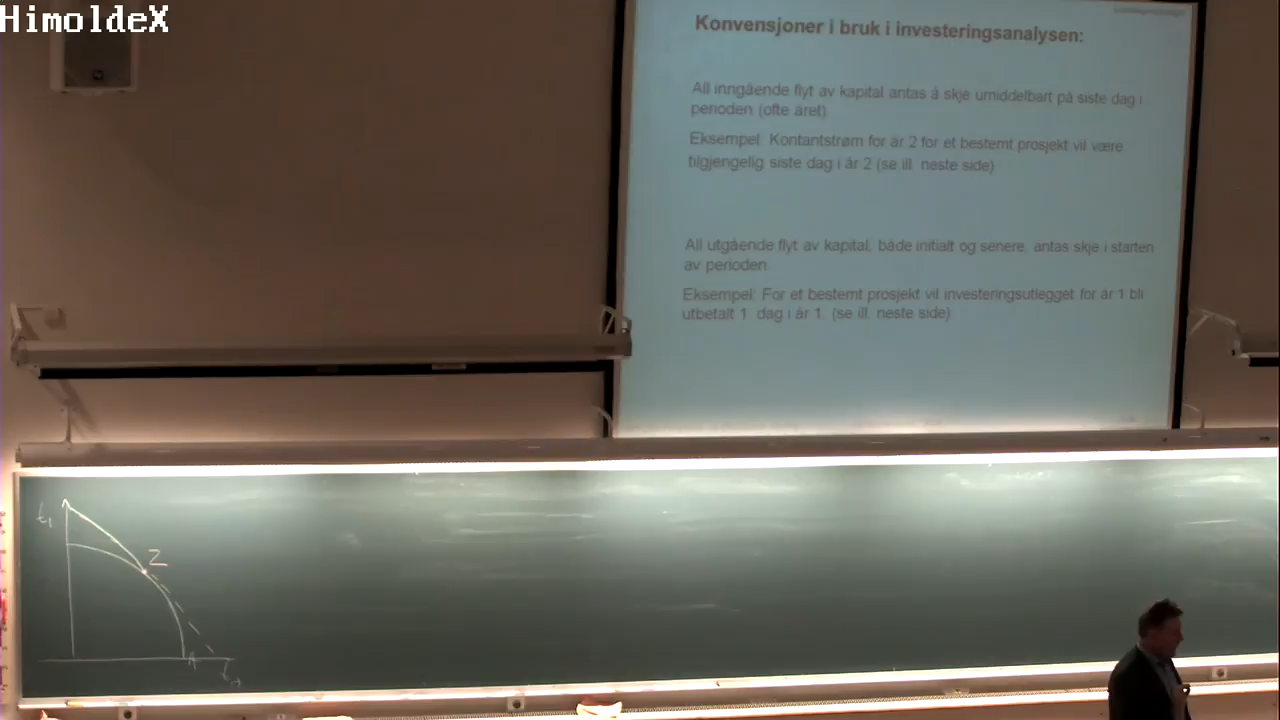 HimoldeX
Konvensjoner i bruk i investeringsanalysen:
All inngående flyt av kapital antas å skje umiddelbart på siste dag i
perioden (ofte året)
Eksempel: Kontantstrøm for år 2 for et bestemt prosjekt vil være
tilgjengelig siste dag i år 2 (se ill. neste side)
All utgående flyt av kapital, både initialt og senere, antas skje i starten
av perioden
Eksempel: For et bestemt prosjekt vil investeringsutlegget for år 1 bli
utbetalt 1. dag i år 1. (se ill. neste side)
t₁
Z
A